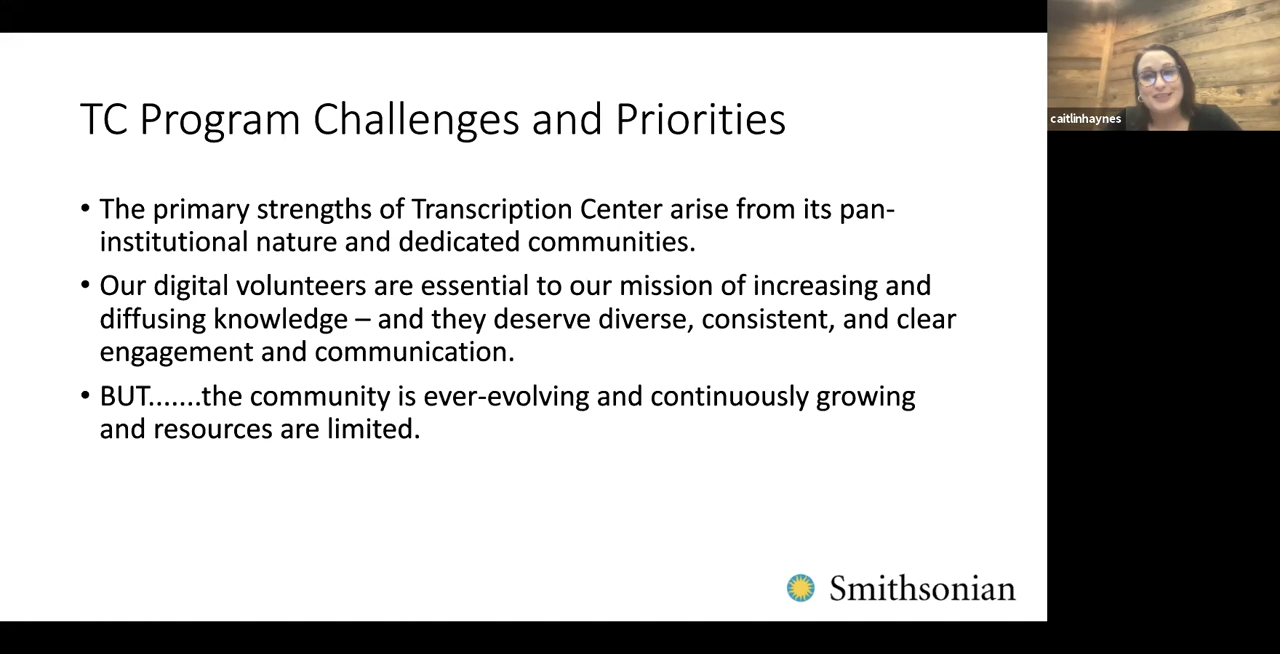 TC Program Challenges and Priorities
• The primary strengths of Transcription Center arise from its pan-
institutional nature and dedicated communities.
• Our digital volunteers are essential to our mission of increasing and
diffusing knowledge – and they deserve diverse, consistent, and clear
engagement and communication.
• BUT.......the community is ever-evolving and continuously growing
and resources are limited.
Smithsonian
caitlinhaynes